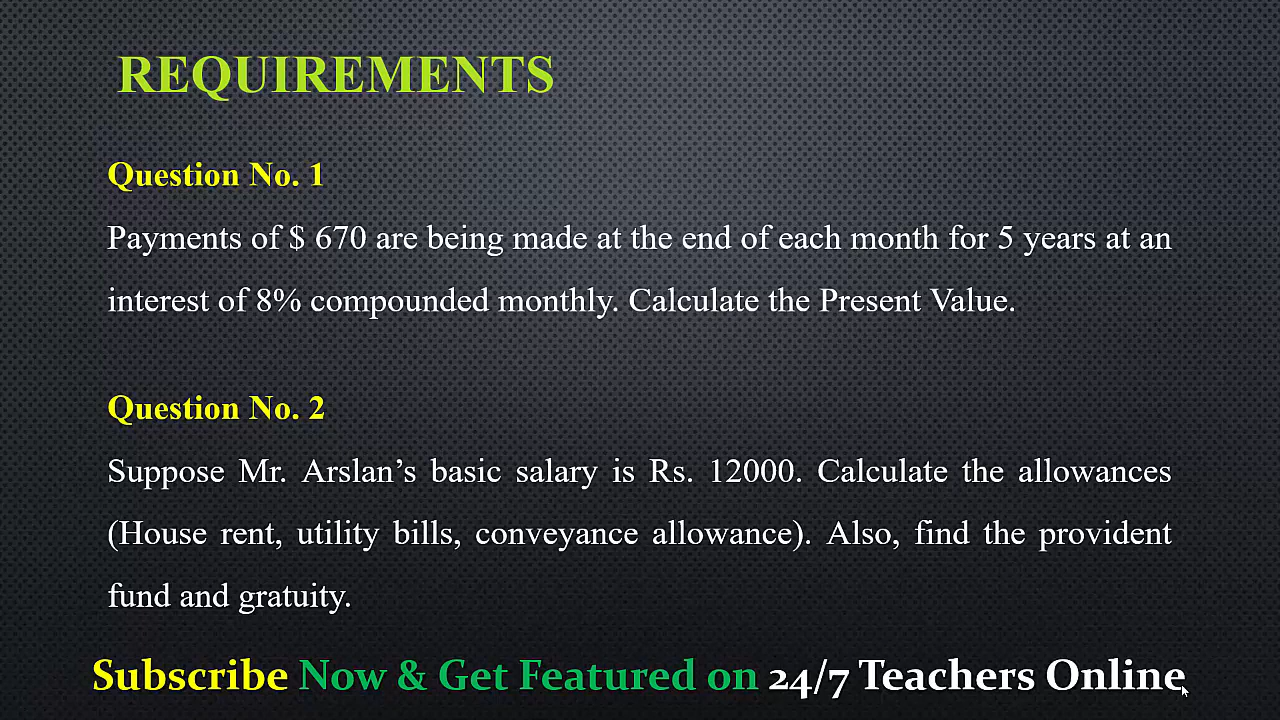 REQUIREMENTS
Question No. 1
Payments of $ 670 are being made at the end of each month for 5 years at an
interest of 8% compounded monthly. Calculate the Present Value.
Question No. 2
Suppose Mr. Arslan’s basic salary is Rs. 12000. Calculate the allowances
(House rent, utility bills, conveyance allowance). Also, find the provident
fund and gratuity.
Subscribe Now & Get Featured on 24/7 Teachers Online